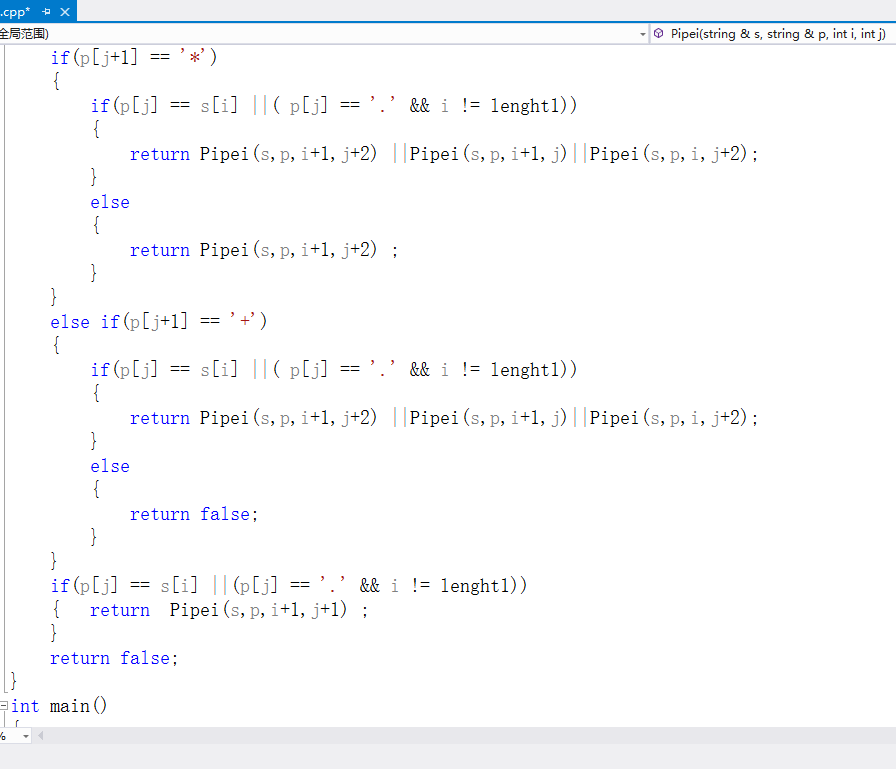 .cpp*
全局范围)
Pipei(string & s, string & p, int i, int j)
if(p[j+1] == '*')
{
if(p[j] == s[i] ||( p[j] == '.' && i != lenght1))
{
return Pipei(s,p,i+1,j+2) ||Pipei(s,p,i+1,j)||Pipei(s,p,i,j+2);
}
else
{
return Pipei(s,p,i+1,j+2) ;
}
}
else if(p[j+1] == '+')
{
if(p[j] == s[i] ||( p[j] == '.' && i != lenght1))
{
return Pipei(s,p,i+1,j+2) ||Pipei(s,p,i+1,j)||Pipei(s,p,i,j+2);
}
else
{
return false;
}
}
if(p[j] == s[i] ||(p[j] == '.' && i != lenght1))
{ return Pipei(s,p,i+1,j+1) ;
}
return false;
}
int main()
{
%